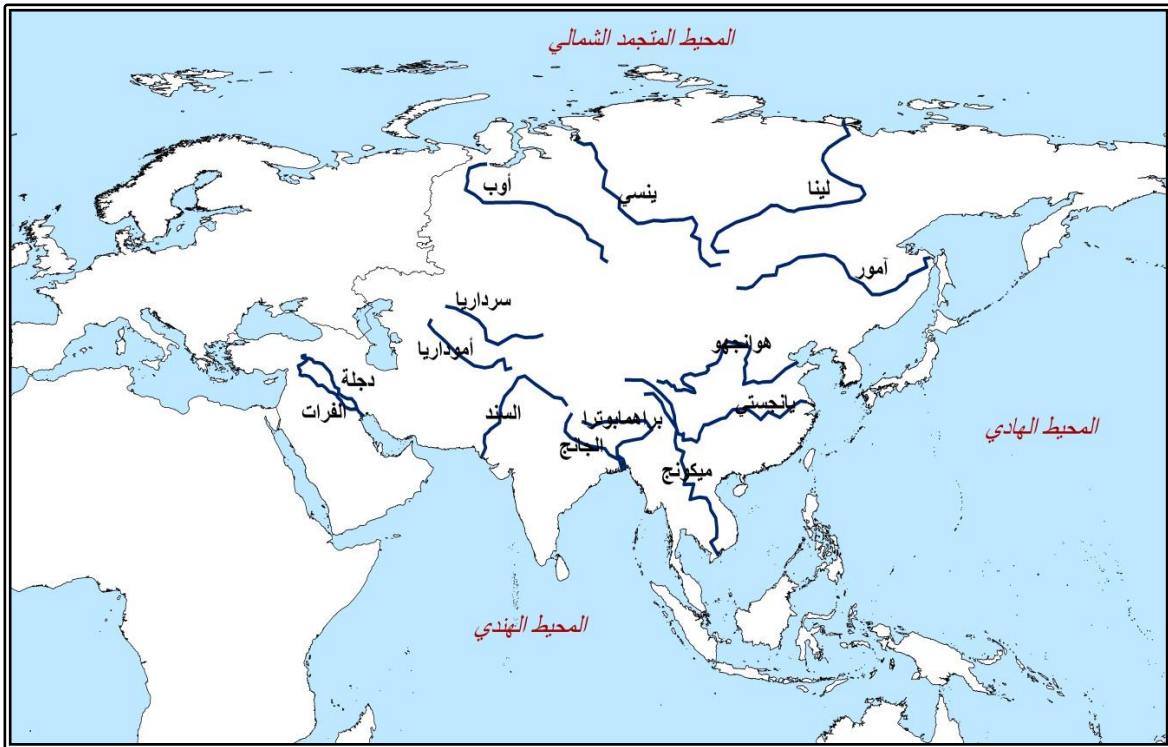 المحيط المتجمد الشمالي
أوب
ينسي
لينا
آمور
سرداريا
أموداريا
هوانجهو
دجلة
الفرات
السند
براهمابوترا
يانجستي
الجانج
ميكونج
المحيط الهادي
المحيط الهندي